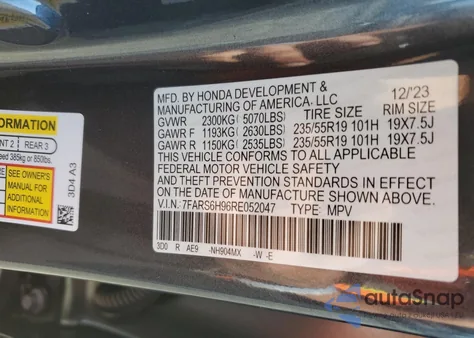 FORMATION
NT 2 REAR 3
eed 385kg or 850lbs.
SEE OWNER'S
MANUAL FOR
ADDITIONAL
INFORMATION
3D4 A3
MFD. BY HONDA DEVELOPMENT & 12/'23
MANUFACTURING OF AMERICA, LLC
GVWR 2300KG ( 5070LBS) TIRE SIZE RIM SIZE
GAWR F 1193KG ( 2630LBS) 235/55R19 101H 19X7.5J
GAWR R 1150KG ( 2535LBS) 235/55R19 101H 19X7.5J
THIS VEHICLE CONFORMS TO ALL APPLICABLE
FEDERAL MOTOR VEHICLE SAFETY
AND THEFT PREVENTION STANDARDS IN EFFECT
ON THE DATE OF MANUFACTURE SHOWN ABOVE.
V.I.N.: 7FARS6H96RE052047 TYPE: MPV
3D0 R AE9 -NH904MX -W -E
autoSnap